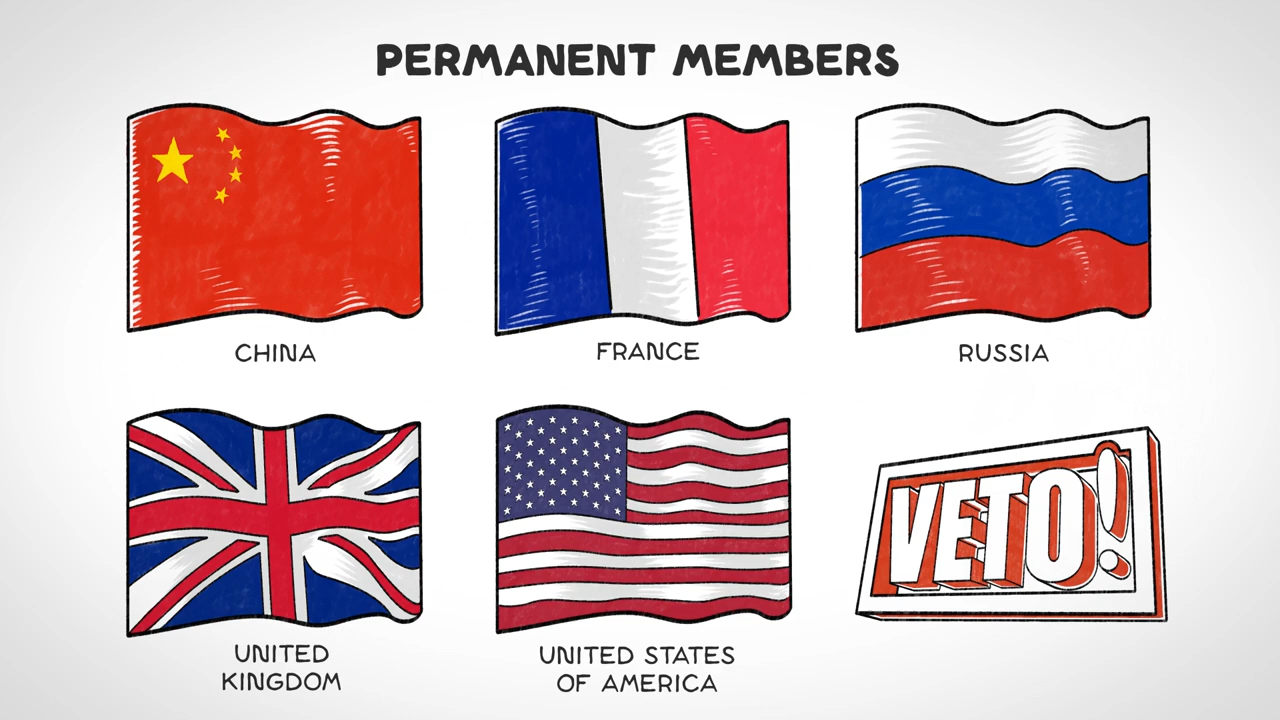 PERMANENT MEMBERS
CHINA
FRANCE
RUSSIA
UNITED
KINGDOM
UNITED STATES
OF AMERICA
VETO!